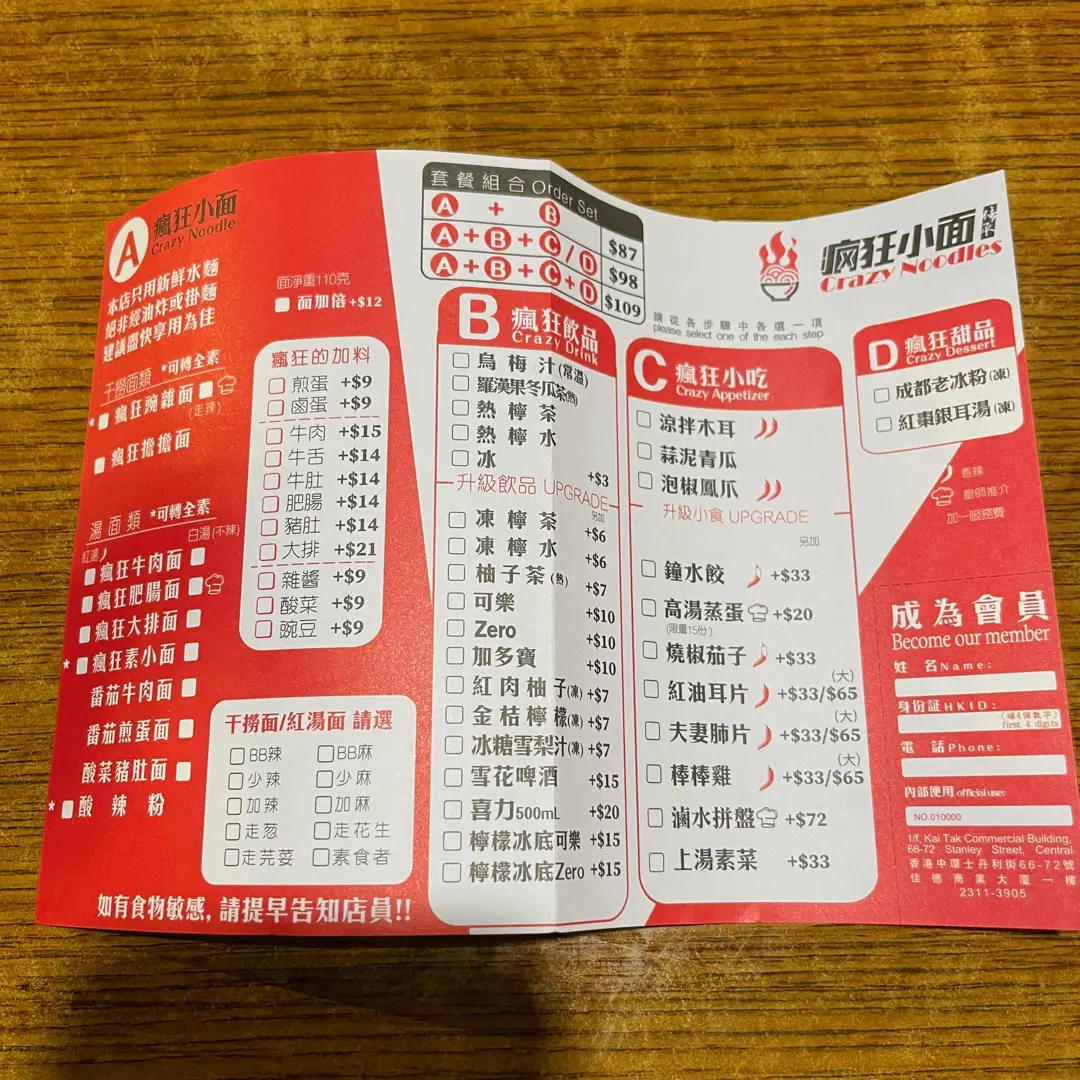 A 瘋狂小面
Crazy Noodle
本店只用新鮮水麵
絕非經油炸或掛麵
建議盡快享用為佳
面淨重110克
面加倍+$12
干撈面類 *可轉全素
* 瘋狂豌雜面
(走辣)
瘋狂擔擔面
湯面類 *可轉全素
紅湯 白湯(不辣)
瘋狂牛肉面
瘋狂肥腸面
瘋狂大排面
* 瘋狂素小面
番茄牛肉面
番茄煎蛋面
酸菜豬肚面
* 酸辣粉
瘋狂的加料
煎蛋 +$9
鹵蛋 +$9
牛肉 +$15
牛舌 +$14
牛肚 +$14
肥腸 +$14
豬肚 +$14
大排 +$21
雜醬 +$9
酸菜 +$9
豌豆 +$9
干撈面/紅湯面 請選
BB辣 BB麻
少辣 少麻
加辣 加麻
走葱 走花生
走芫荽 素食者
如有食物敏感, 請提早告知店員!!
套餐組合 Order Set
A + B $87
A+B+C/D $98
A+B+C+D $109
請從各步驟中各選一項
please select one of the each step
B 瘋狂飲品
Crazy Drink
烏梅汁(常溫)
羅漢果冬瓜茶(熱)
熱檸茶
熱檸水
冰 +$3
升級飲品 UPGRADE
另加
凍檸茶 +$6
凍檸水 +$6
柚子茶(熱) +$7
可樂 +$10
Zero +$10
加多寶 +$10
紅肉柚子(凍) +$7
金桔檸檬(凍) +$7
冰糖雪梨汁(凍) +$7
雪花啤酒 +$15
喜力500mL +$20
檸檬冰底可樂 +$15
檸檬冰底Zero +$15
C 瘋狂小吃
Crazy Appetizer
涼拌木耳
蒜泥青瓜
泡椒鳳爪
升級小食 UPGRADE
另加
鐘水餃 +$33
高湯蒸蛋 +$20
(限量15份)
燒椒茄子 +$33
(大)
紅油耳片 +$33/$65
(大)
夫妻肺片 +$33/$65
(大)
棒棒雞 +$33/$65
滷水拼盤 +$72
上湯素菜 +$33
瘋狂小面
Crazy Noodles
D 瘋狂甜品
Crazy Dessert
成都老冰粉(凍)
紅棗銀耳湯(凍)
香辣
廚師推介
加一服務費
成為會員
Become our member
姓 名Name:
身份証HKID:
(頭4個數字)
first 4 digits
電 話Phone:
內部使用 official use:
NO.010000
1/f, Kai Tak Commercial Building,
66-72 Stanley Street, Central
香港中環士丹利街66-72號
佳德商業大廈一樓
2311-3905